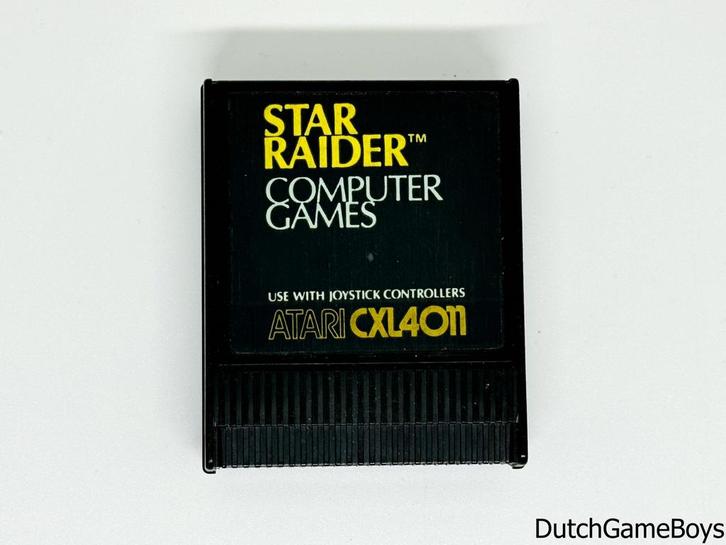 STAR
RAIDER™
COMPUTER
GAMES
USE WITH JOYSTICK CONTROLLERS
ATARI CXL4011
DutchGameBoys